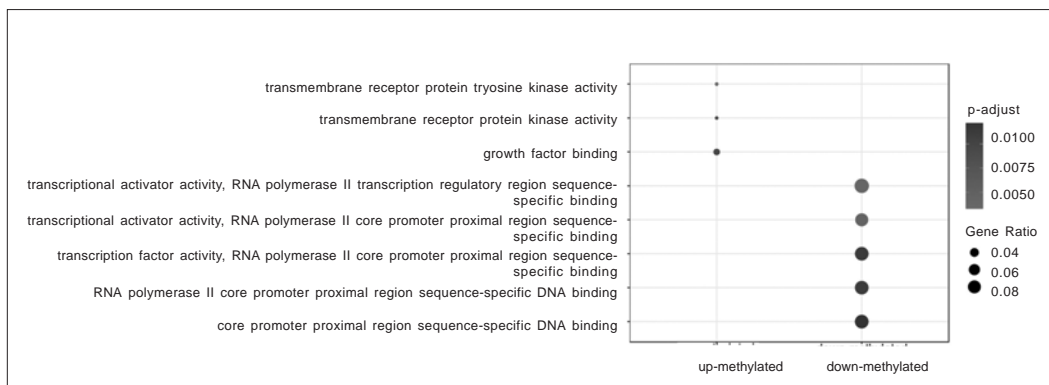 transmembrane receptor protein tryosine kinase activity
transmembrane receptor protein kinase activity
growth factor binding
transcriptional activator activity, RNA polymerase II transcription regulatory region sequence-
specific binding
transcriptional activator activity, RNA polymerase II core promoter proximal region sequence-
specific binding
transcription factor activity, RNA polymerase II core promoter proximal region sequence-
specific binding
RNA polymerase II core promoter proximal region sequence-specific DNA binding
core promoter proximal region sequence-specific DNA binding
up-methylated
down-methylated
p-adjust
0.0100
0.0075
0.0050
Gene Ratio
0.04
0.06
0.08